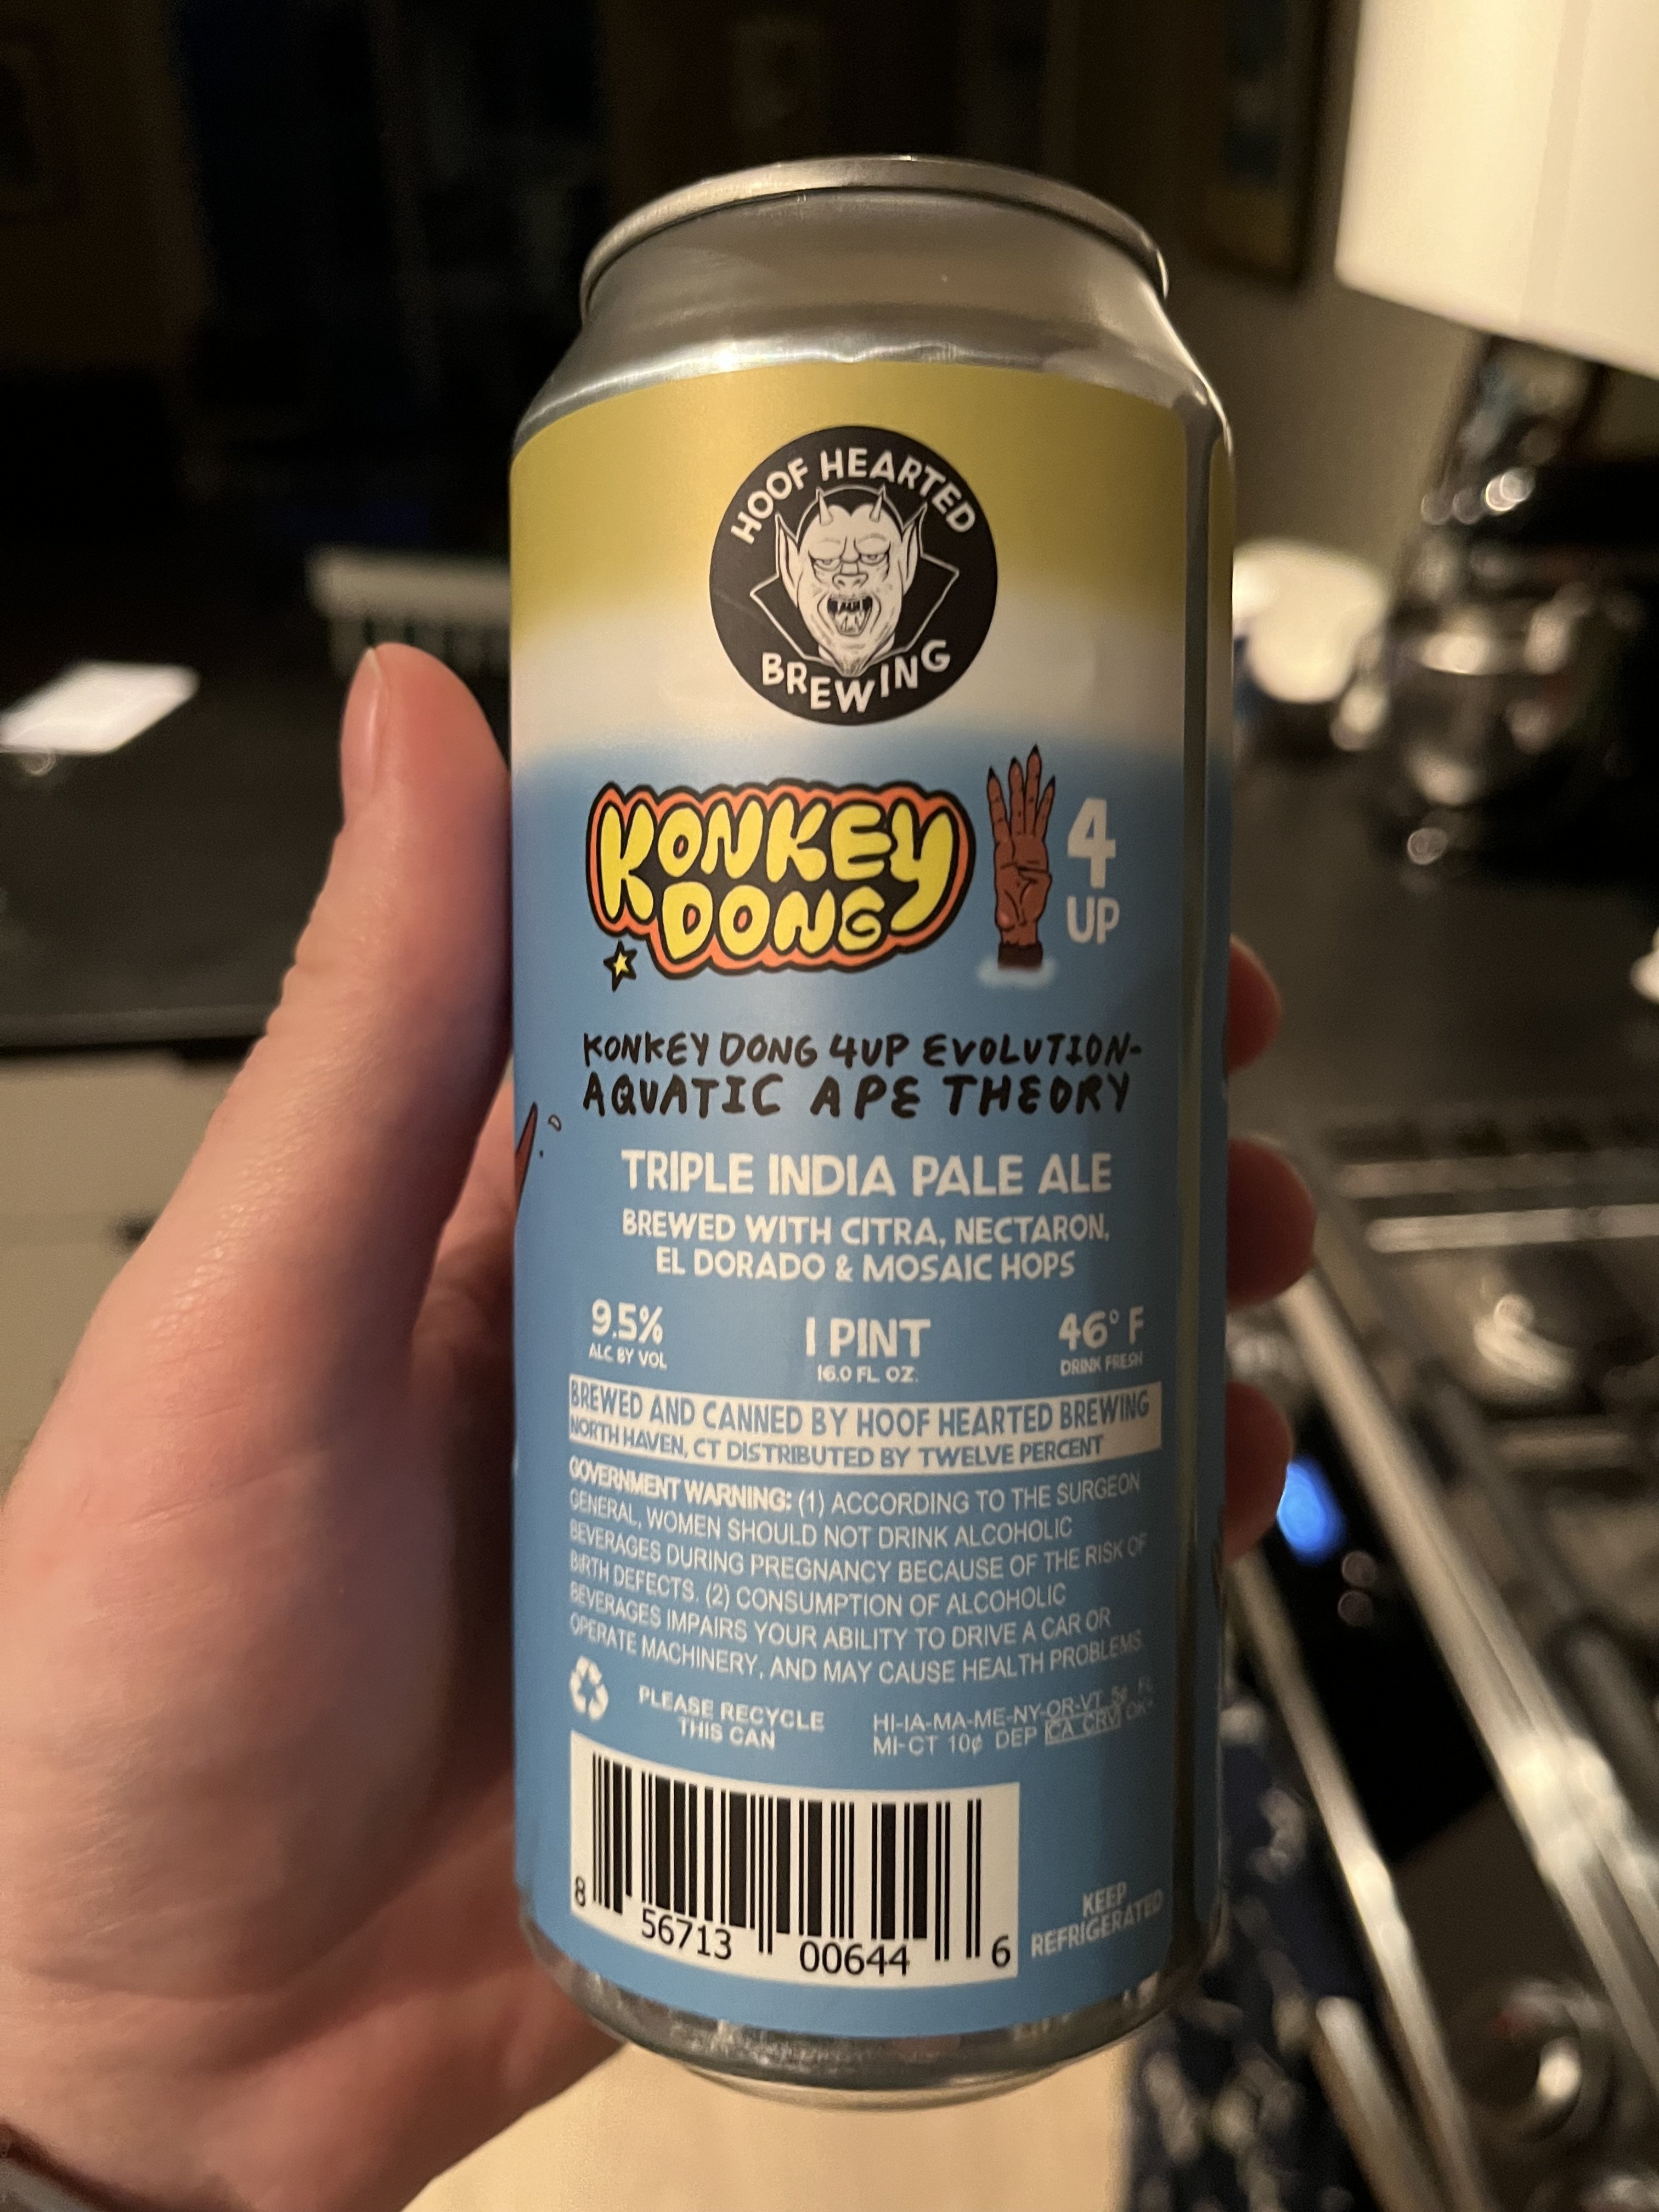 HOOF HEARTED
BREWING
KONKEY
DONG
4
UP
KONKEY DONG 4UP EVOLUTION-
AQUATIC APE THEORY
TRIPLE INDIA PALE ALE
BREWED WITH CITRA, NECTARON,
EL DORADO & MOSAIC HOPS
9.5%
ALC BY VOL
1 PINT
16.0 FL. OZ.
46° F
DRINK FRESH
BREWED AND CANNED BY HOOF HEARTED BREWING
NORTH HAVEN, CT DISTRIBUTED BY TWELVE PERCENT
GOVERNMENT WARNING: (1) ACCORDING TO THE SURGEON
GENERAL, WOMEN SHOULD NOT DRINK ALCOHOLIC
BEVERAGES DURING PREGNANCY BECAUSE OF THE RISK OF
BIRTH DEFECTS. (2) CONSUMPTION OF ALCOHOLIC
BEVERAGES IMPAIRS YOUR ABILITY TO DRIVE A CAR OR
OPERATE MACHINERY, AND MAY CAUSE HEALTH PROBLEMS.
PLEASE RECYCLE
THIS CAN
HI-IA-MA-ME-NY-OR-VT 5¢
MI-CT 10¢ DEP CA CRV OK+
8 56713 00644 6
KEEP
REFRIGERATED